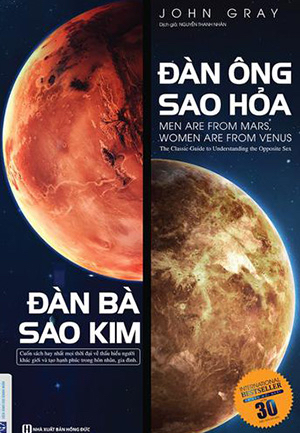 JOHN GRAY
Dịch giả: NGUYỄN THÀNH NHÂN
ĐÀN ÔNG
SAO HỎA
MEN ARE FROM MARS,
WOMEN ARE FROM VENUS
The Classic Guide to Understanding the Opposite Sex
ĐÀN BÀ
SAO KIM
Cuốn sách hay nhất mọi thời đại về thấu hiểu người
khác giới và tạo hạnh phúc trong hôn nhân, gia đình.
INTERNATIONAL
BESTSELLER
30
NHÀ XUẤT BẢN HỒNG ĐỨC